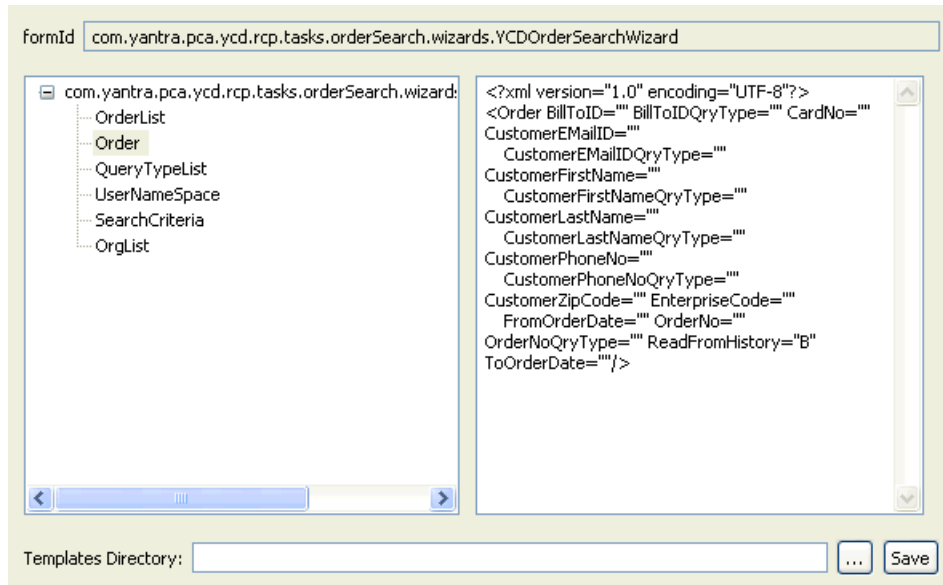 formId com.yantra.pca.ycd.rcp.tasks.orderSearch.wizards.YCDOrderSearchWizard
com.yantra.pca.ycd.rcp.tasks.orderSearch.wizard:
OrderList
Order
QueryTypeList
UserNameSpace
SearchCriteria
OrgList
<?xml version="1.0" encoding="UTF-8"?>
<Order BillToID="" BillToIDQryType="" CardNo=""
CustomerEMailID=""
CustomerEMailIDQryType=""
CustomerFirstName=""
CustomerFirstNameQryType=""
CustomerLastName=""
CustomerLastNameQryType=""
CustomerPhoneNo=""
CustomerPhoneNoQryType=""
CustomerZipCode="" EnterpriseCode=""
FromOrderDate="" OrderNo=""
OrderNoQryType="" ReadFromHistory="B"
ToOrderDate=""/>
Templates Directory: ... Save